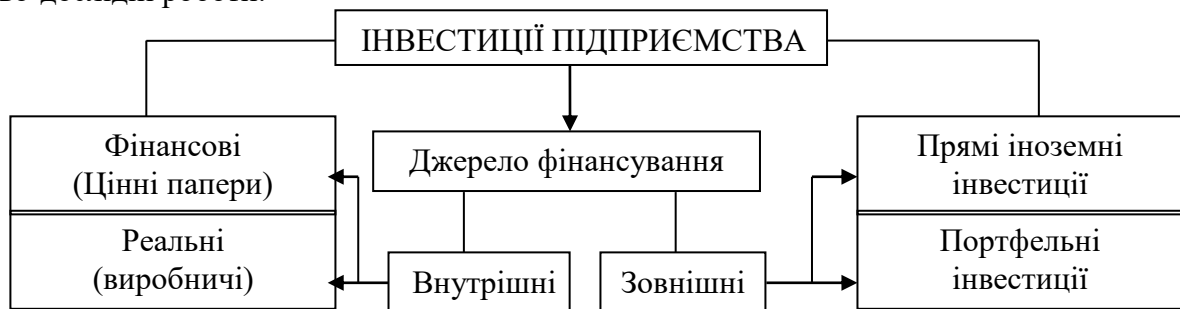 ІНВЕСТИЦІЇ ПІДПРИЄМСТВА
Фінансові
(Цінні папери)
Джерело фінансування
Прямі іноземні
інвестиції
Реальні
(виробничі)
Внутрішні
Зовнішні
Портфельні
інвестиції